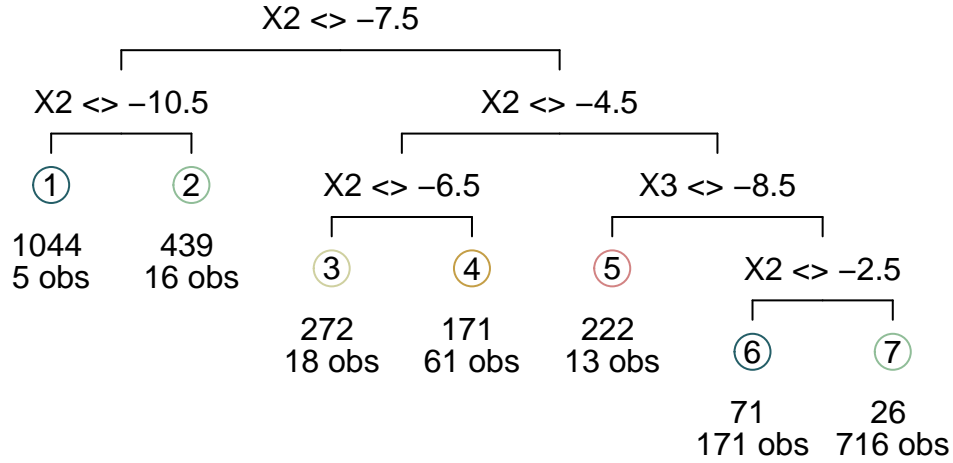 X2 <> −7.5
X2 <> −10.5
X2 <> −4.5
1
2
X2 <> −6.5
X3 <> −8.5
1044
5 obs
439
16 obs
3
4
5
X2 <> −2.5
272
18 obs
171
61 obs
222
13 obs
6
7
71
171 obs
26
716 obs